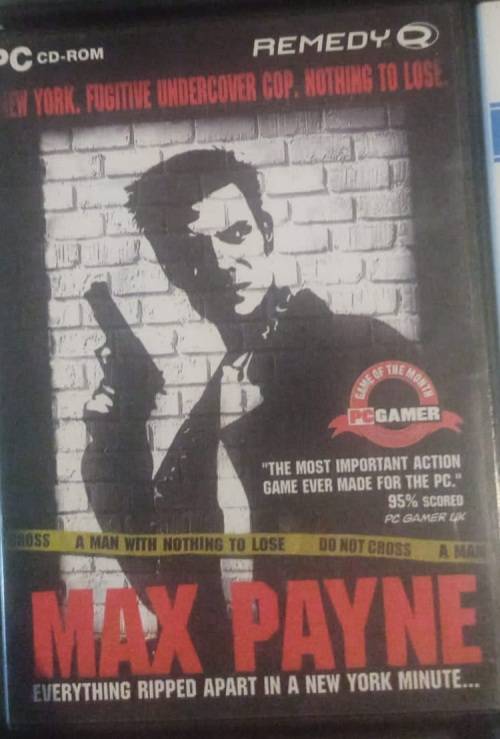 PC CD-ROM
REMEDY R
NEW YORK. FUGITIVE UNDERCOVER COP. NOTHING TO LOSE.
GAME OF THE MONTH
PC GAMER
"THE MOST IMPORTANT ACTION
GAME EVER MADE FOR THE PC."
95% SCORED
PC GAMER UK
CROSS A MAN WITH NOTHING TO LOSE DO NOT CROSS A MAN
MAX PAYNE
EVERYTHING RIPPED APART IN A NEW YORK MINUTE...